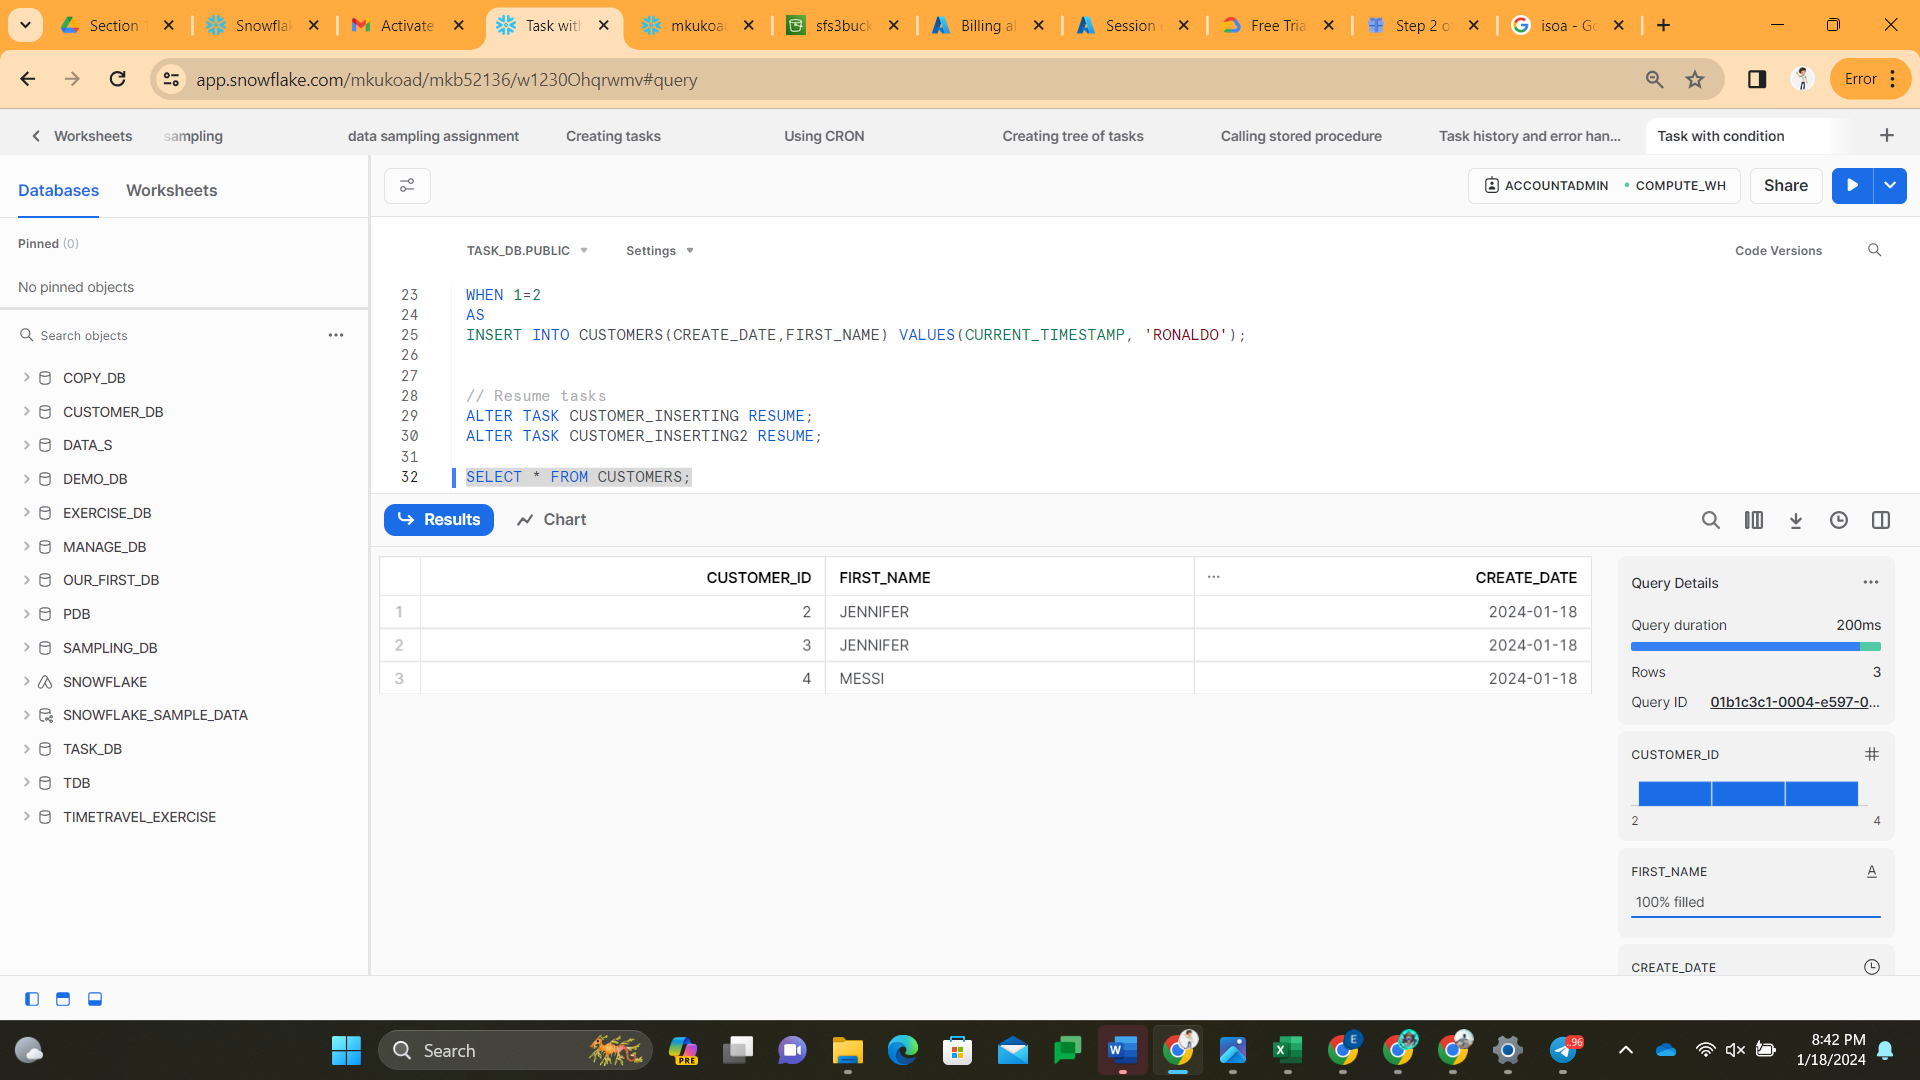 Section 1
Snowflak
Activate
Task with
mkukoad
sfs3buck
Billing al
Session
Free Tria
Step 2 o
isoa - Go
app.snowflake.com/mkukoad/mkb52136/w1230Ohqrwmv#query
Error
Worksheets
sampling
data sampling assignment
Creating tasks
Using CRON
Creating tree of tasks
Calling stored procedure
Task history and error han...
Task with condition
Databases
Worksheets
ACCOUNTADMIN
COMPUTE_WH
Share
Pinned (0)
No pinned objects
TASK_DB.PUBLIC
Settings
Code Versions
Search objects
COPY_DB
CUSTOMER_DB
DATA_S
DEMO_DB
EXERCISE_DB
MANAGE_DB
OUR_FIRST_DB
PDB
SAMPLING_DB
SNOWFLAKE
SNOWFLAKE_SAMPLE_DATA
TASK_DB
TDB
TIMETRAVEL_EXERCISE
23 WHEN 1=2
24 AS
25 INSERT INTO CUSTOMERS(CREATE_DATE,FIRST_NAME) VALUES(CURRENT_TIMESTAMP, 'RONALDO');
26
27
28 // Resume tasks
29 ALTER TASK CUSTOMER_INSERTING RESUME;
30 ALTER TASK CUSTOMER_INSERTING2 RESUME;
31
32 SELECT * FROM CUSTOMERS;
Results
Chart
CUSTOMER_ID FIRST_NAME ... CREATE_DATE
1 2 JENNIFER 2024-01-18
2 3 JENNIFER 2024-01-18
3 4 MESSI 2024-01-18
Query Details
Query duration 200ms
Rows 3
Query ID 01b1c3c1-0004-e597-0...
CUSTOMER_ID
2 4
FIRST_NAME
100% filled
CREATE_DATE
Search
PRE
E
96
8:42 PM
1/18/2024